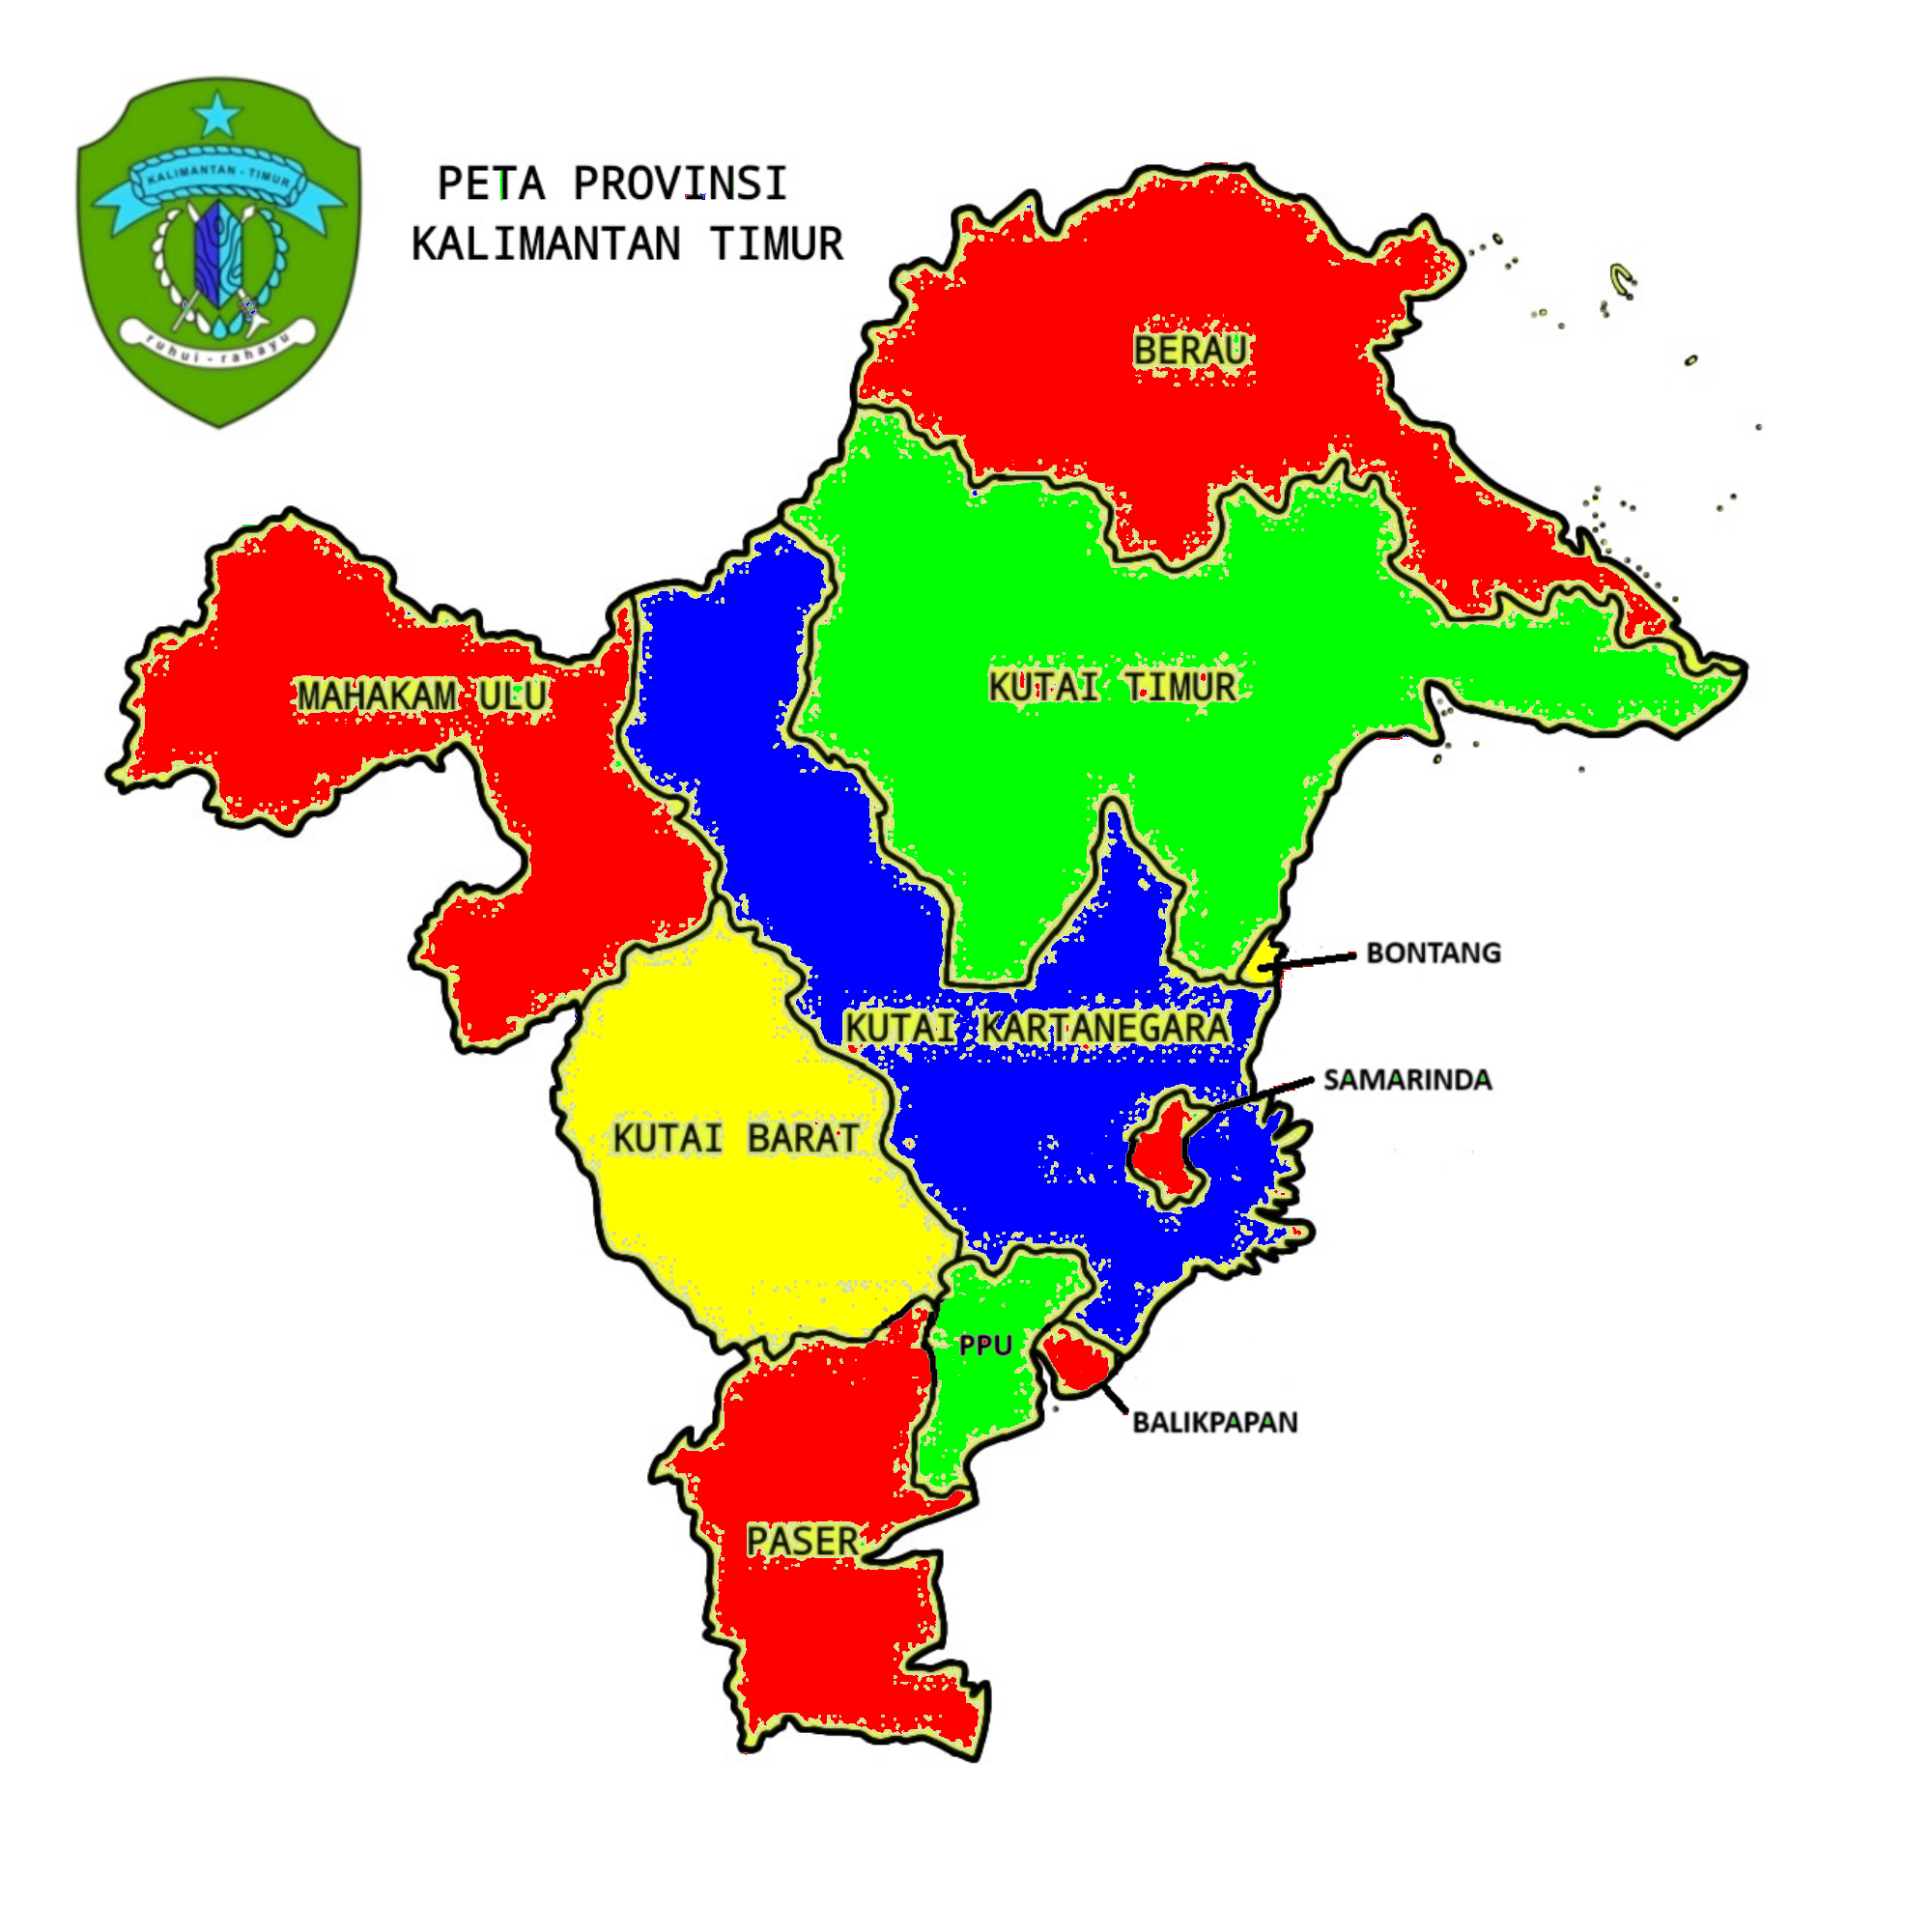 KALIMANTAN - TIMUR
ruhui - rahayu
PETA PROVINSI
KALIMANTAN TIMUR
BERAU
MAHAKAM ULU
KUTAI TIMUR
BONTANG
KUTAI KARTANEGARA
SAMARINDA
KUTAI BARAT
PPU
BALIKPAPAN
PASER